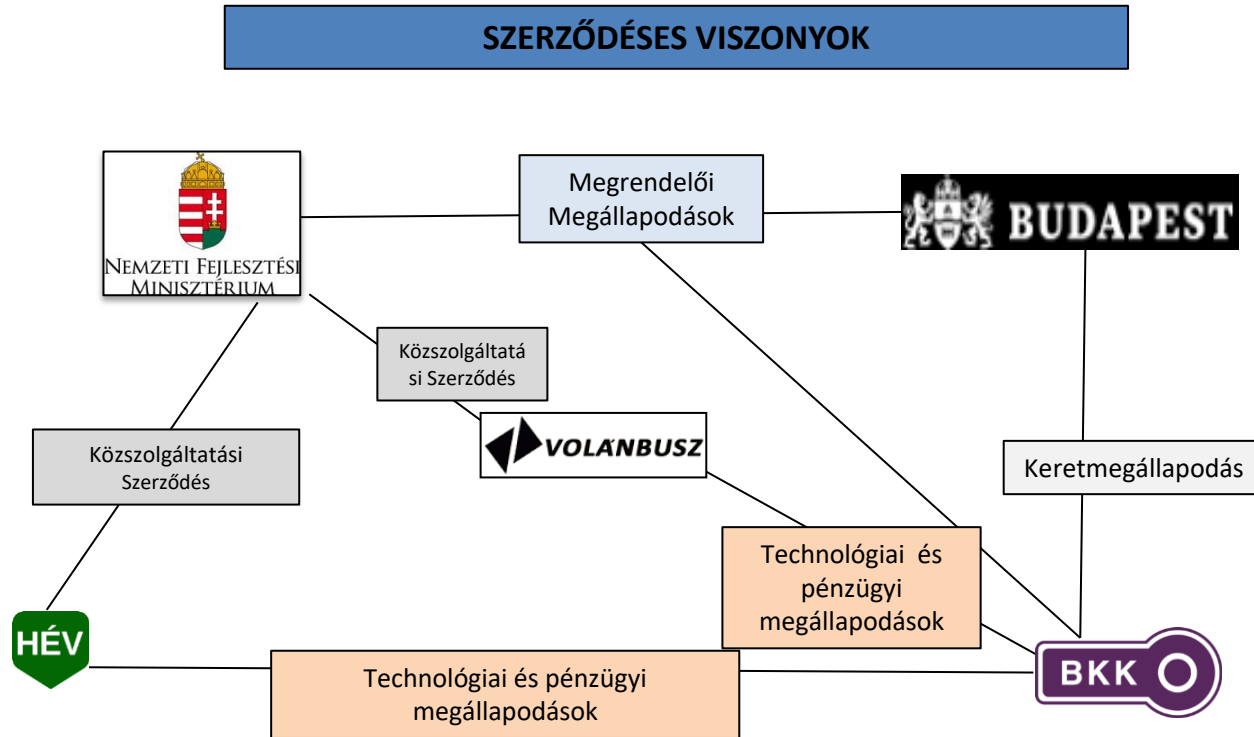 SZERZŐDÉSES VISZONYOK
NEMZETI FEJLESZTÉSI
MINISZTÉRIUM
Megrendelői
Megállapodások
BUDAPEST
Közszolgáltatá
si Szerződés
VOLÁNBUSZ
Közszolgáltatási
Szerződés
Keretmegállapodás
Technológiai és
pénzügyi
megállapodások
HÉV
Technológiai és pénzügyi
megállapodások
BKK